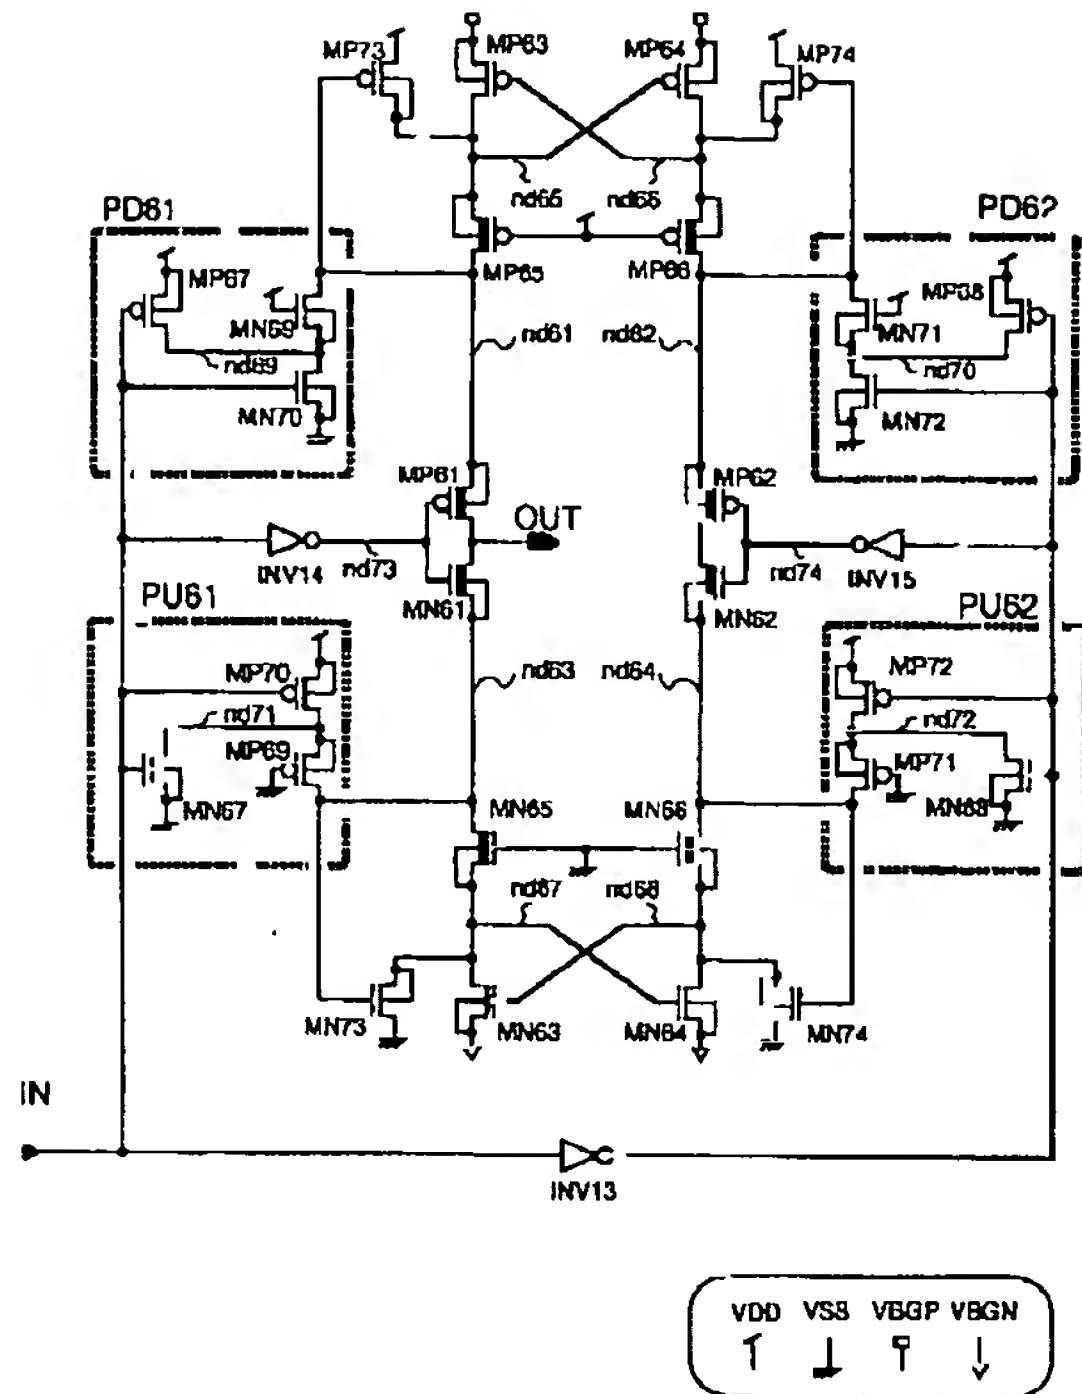 MP73 MP63 MP64 MP74
nd65 nd66
PD61 PD62
MP67 MP65 MP66 MP68
MN69 MN71
nd69 nd61 nd62 nd70
MN70 MN72
MP61 MP62
OUT
INV14 nd73 nd74 INV15
MN61 MN62
PU61 PU62
MP70 MP72
nd71 nd63 nd64 nd72
MP69 MP71
MN67 MN65 MN66 MN68
nd67 nd68
MN73 MN63 MN64 MN74
IN
INV13
VDD VSS VBGP VBGN